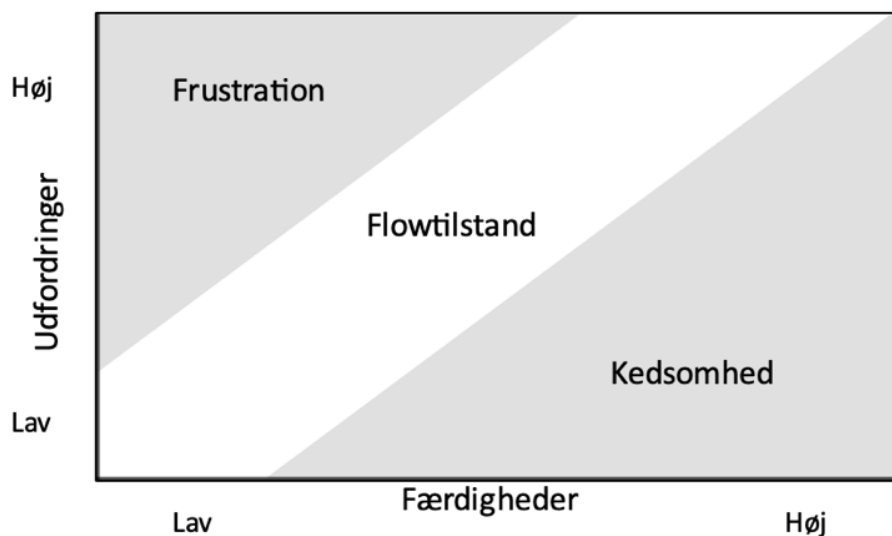 Høj
Frustration
Udfordringer
Flowtilstand
Kedsomhed
Lav
Færdigheder
Lav
Høj